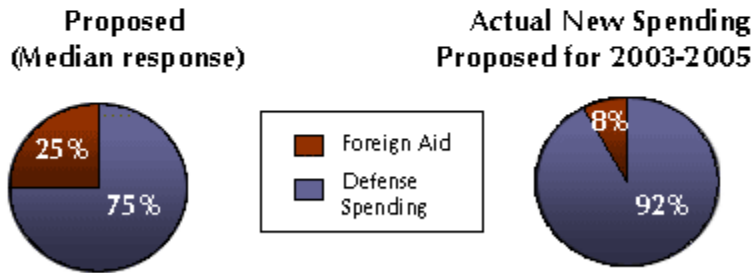 Proposed
(Median response)
25%
75%
Foreign Aid
Defense
Spending
Actual New Spending
Proposed for 2003-2005
8%
92%